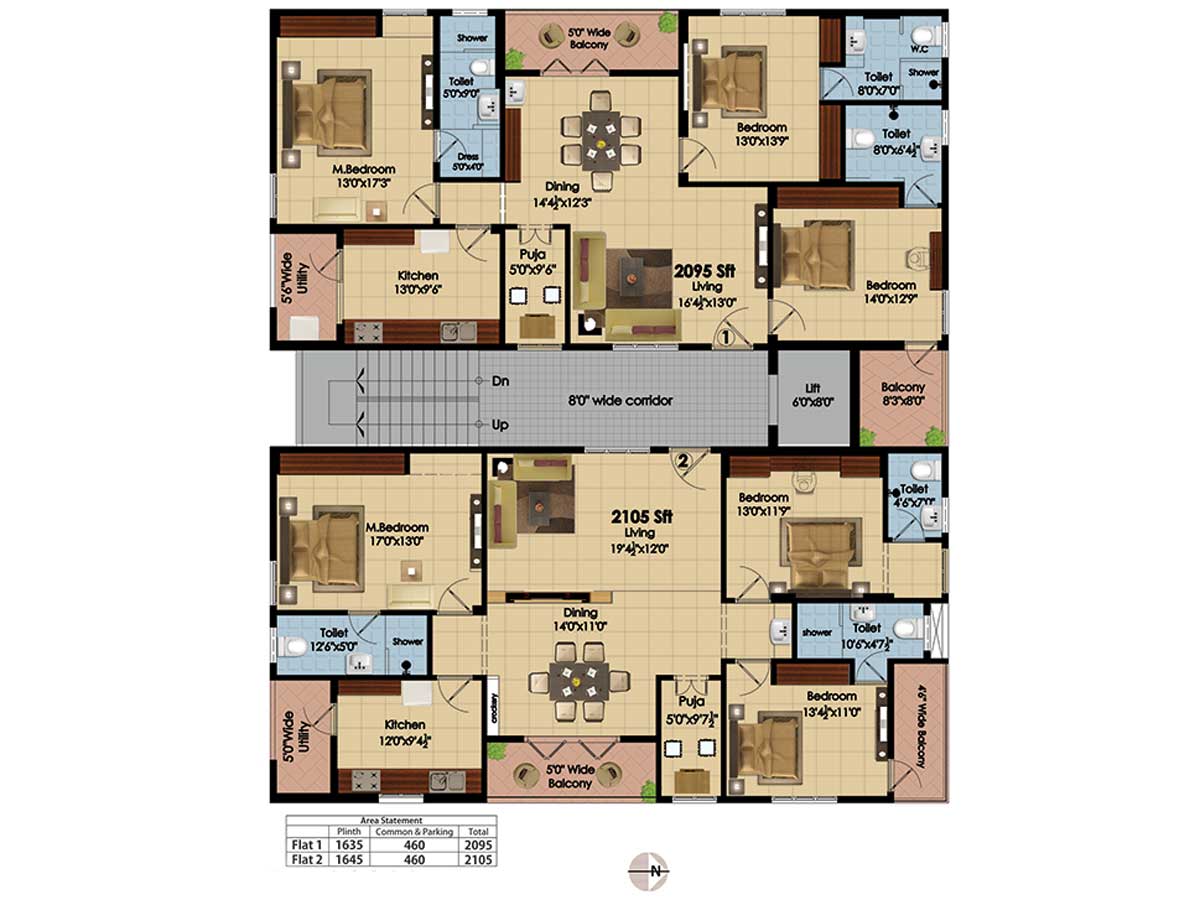 Shower
Toilet
5'0"x9'0"
Dress
5'0"x4'0"
M.Bedroom
13'0"x17'3"
5'0" Wide
Balcony
Dining
14'4½"x12'3"
Bedroom
13'0"x13'9"
W.C
Toilet
8'0"x7'0"
Shower
Toilet
8'0"x6'4½"
5'6"Wide
Utility
Kitchen
13'0"x9'6"
Puja
5'0"x9'6"
2095 Sft
Living
16'4½"x13'0"
1
Bedroom
14'0"x12'9"
Dn
Up
8'0" wide corridor
Lift
6'0"x8'0"
Balcony
8'3"x8'0"
M.Bedroom
17'0"x13'0"
2
2105 Sft
Living
19'4½"x12'0"
Bedroom
13'0"x11'9"
Toilet
4'6"x7'0"
Toilet
12'6"x5'0"
Shower
Dining
14'0"x11'0"
shower
Toilet
10'6"x4'7½"
5'0"Wide
Utility
Kitchen
12'0"x9'4½"
crockery
5'0" Wide
Balcony
Puja
5'0"x9'7½"
Bedroom
13'4½"x11'0"
4'6" Wide Balcony
Area Statement
Plinth Common & Parking Total
Flat 1 1635 460 2095
Flat 2 1645 460 2105
N